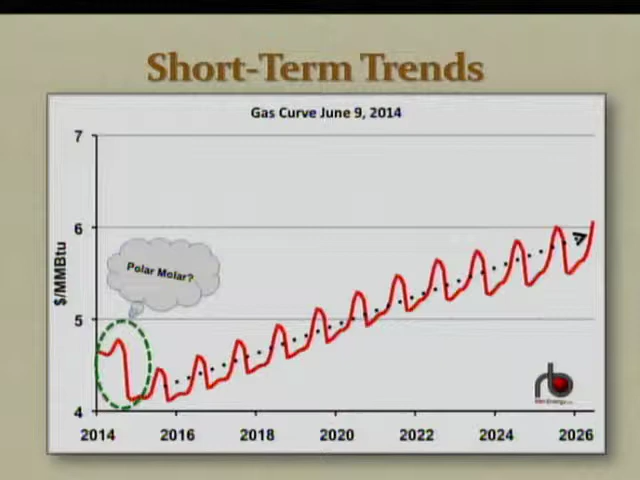 Short-Term Trends
Gas Curve June 9, 2014
7
6
5
4
$/MMBtu
Polar Molar?
2014 2016 2018 2020 2022 2024 2026
rb